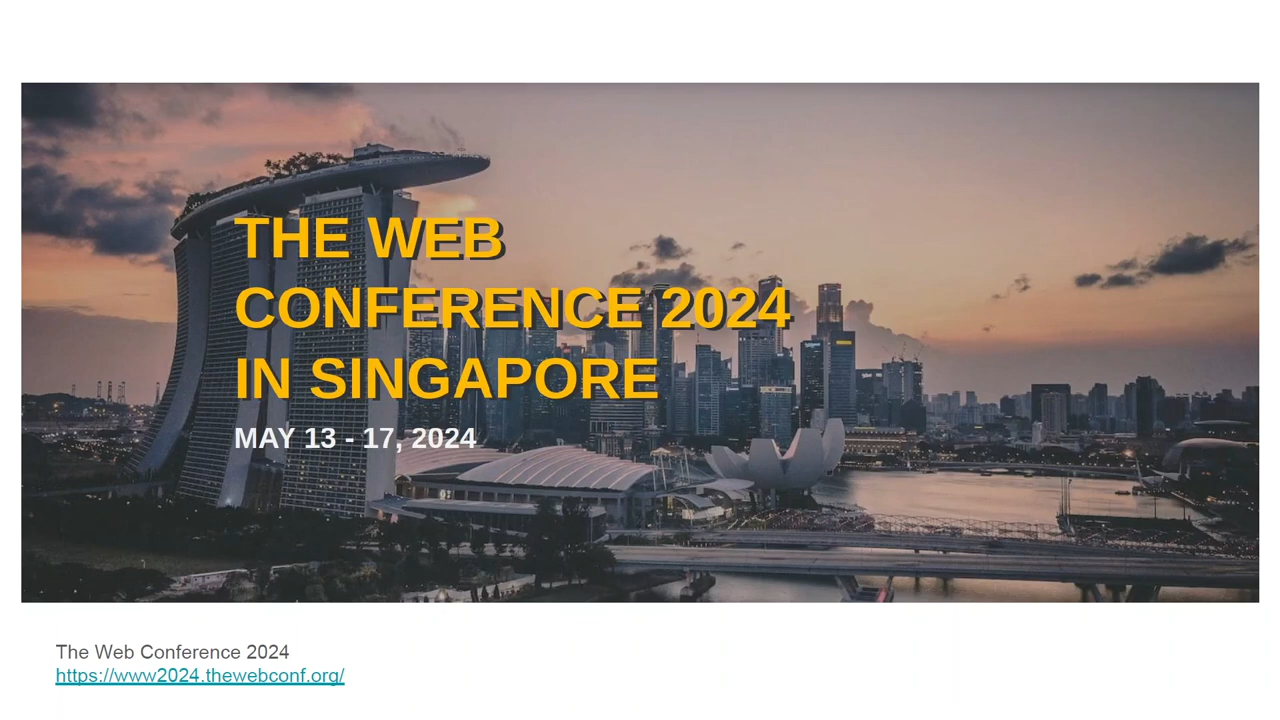 THE WEB
CONFERENCE 2024
IN SINGAPORE
MAY 13 - 17, 2024
The Web Conference 2024
https://www2024.thewebconf.org/